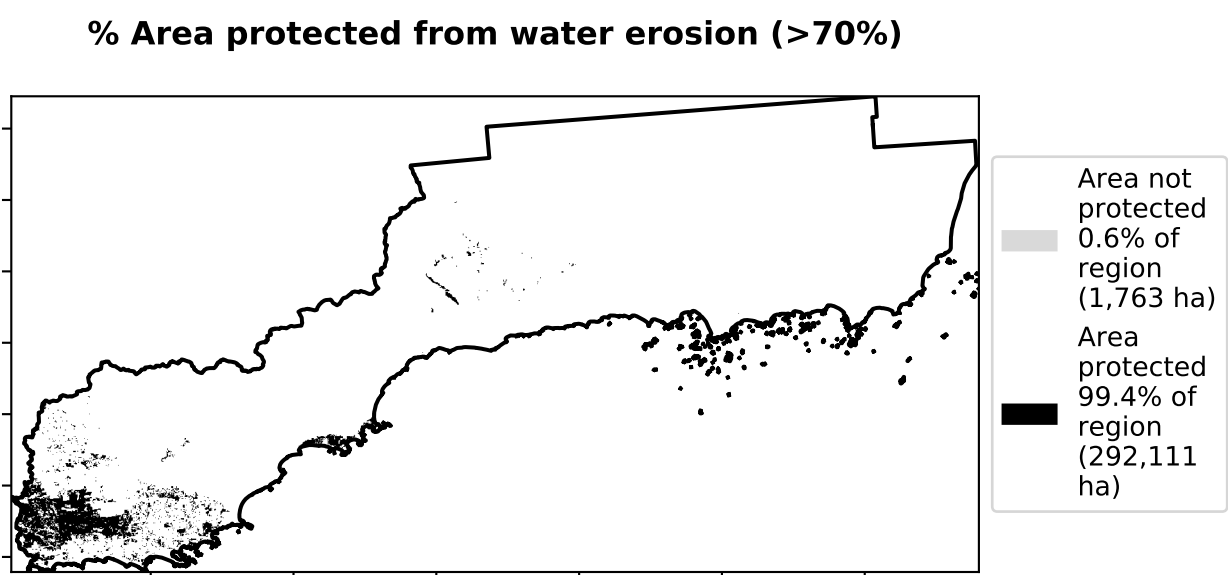 % Area protected from water erosion (>70%)
Area not
protected
0.6% of
region
(1,763 ha)
Area
protected
99.4% of
region
(292,111
ha)